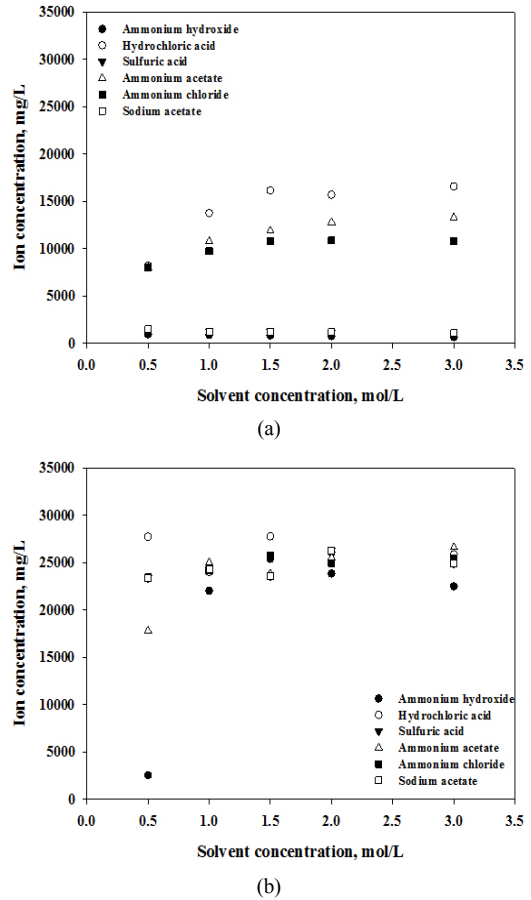 35000
30000
25000
20000
15000
10000
5000
0
Ion concentration, mg/L
Ammonium hydroxide
Hydrochloric acid
Sulfuric acid
Ammonium acetate
Ammonium chloride
Sodium acetate
0.0 0.5 1.0 1.5 2.0 2.5 3.0 3.5
Solvent concentration, mol/L
(a)
35000
30000
25000
20000
15000
10000
5000
0
Ion concentration, mg/L
Ammonium hydroxide
Hydrochloric acid
Sulfuric acid
Ammonium acetate
Ammonium chloride
Sodium acetate
0.0 0.5 1.0 1.5 2.0 2.5 3.0 3.5
Solvent concentration, mol/L
(b)